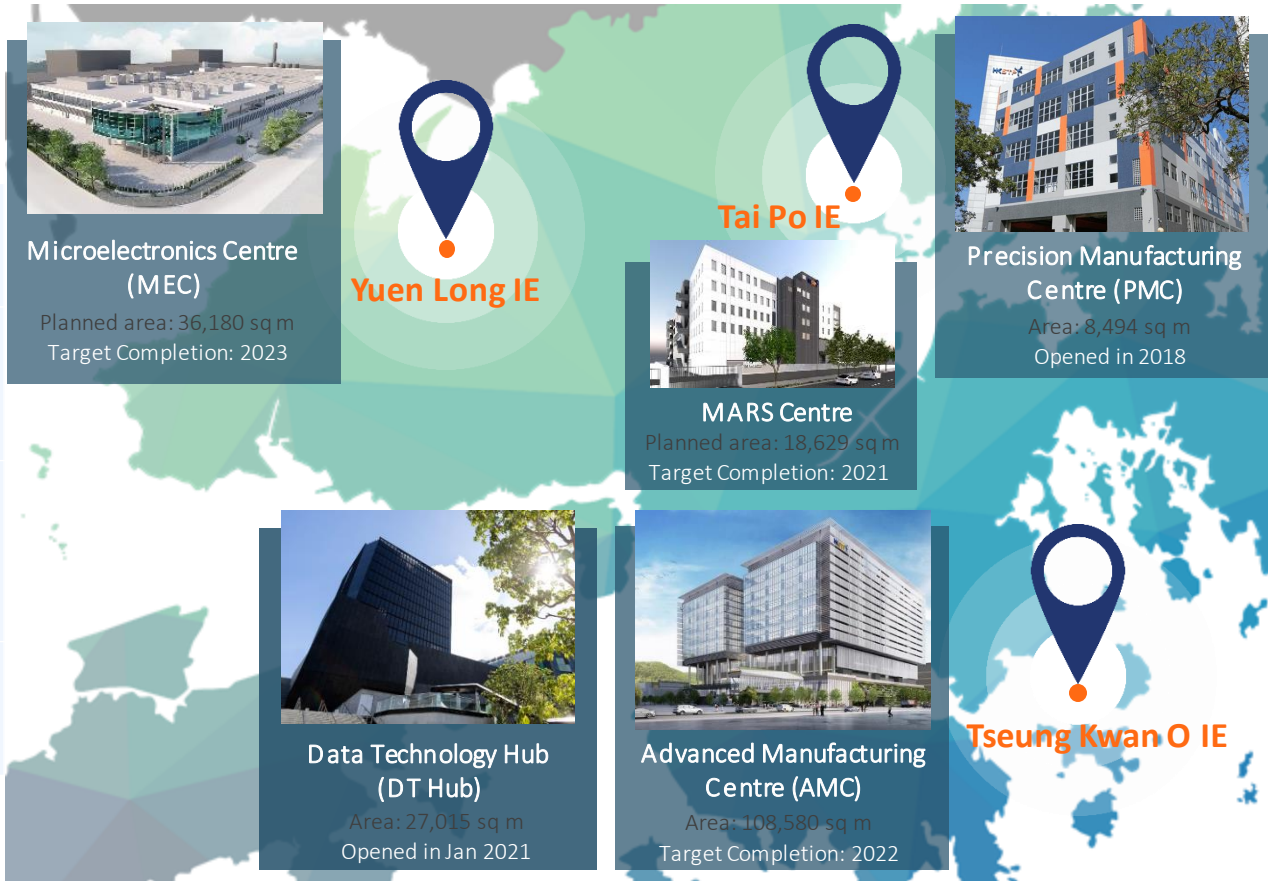 Microelectronics Centre
(MEC)
Planned area: 36,180 sq m
Target Completion: 2023
Yuen Long IE
Tai Po IE
MARS Centre
Planned area: 18,629 sq m
Target Completion: 2021
Precision Manufacturing
Centre (PMC)
Area: 8,494 sq m
Opened in 2018
Data Technology Hub
(DT Hub)
Area: 27,015 sq m
Opened in Jan 2021
Advanced Manufacturing
Centre (AMC)
Area: 108,580 sq m
Target Completion: 2022
Tseung Kwan O IE